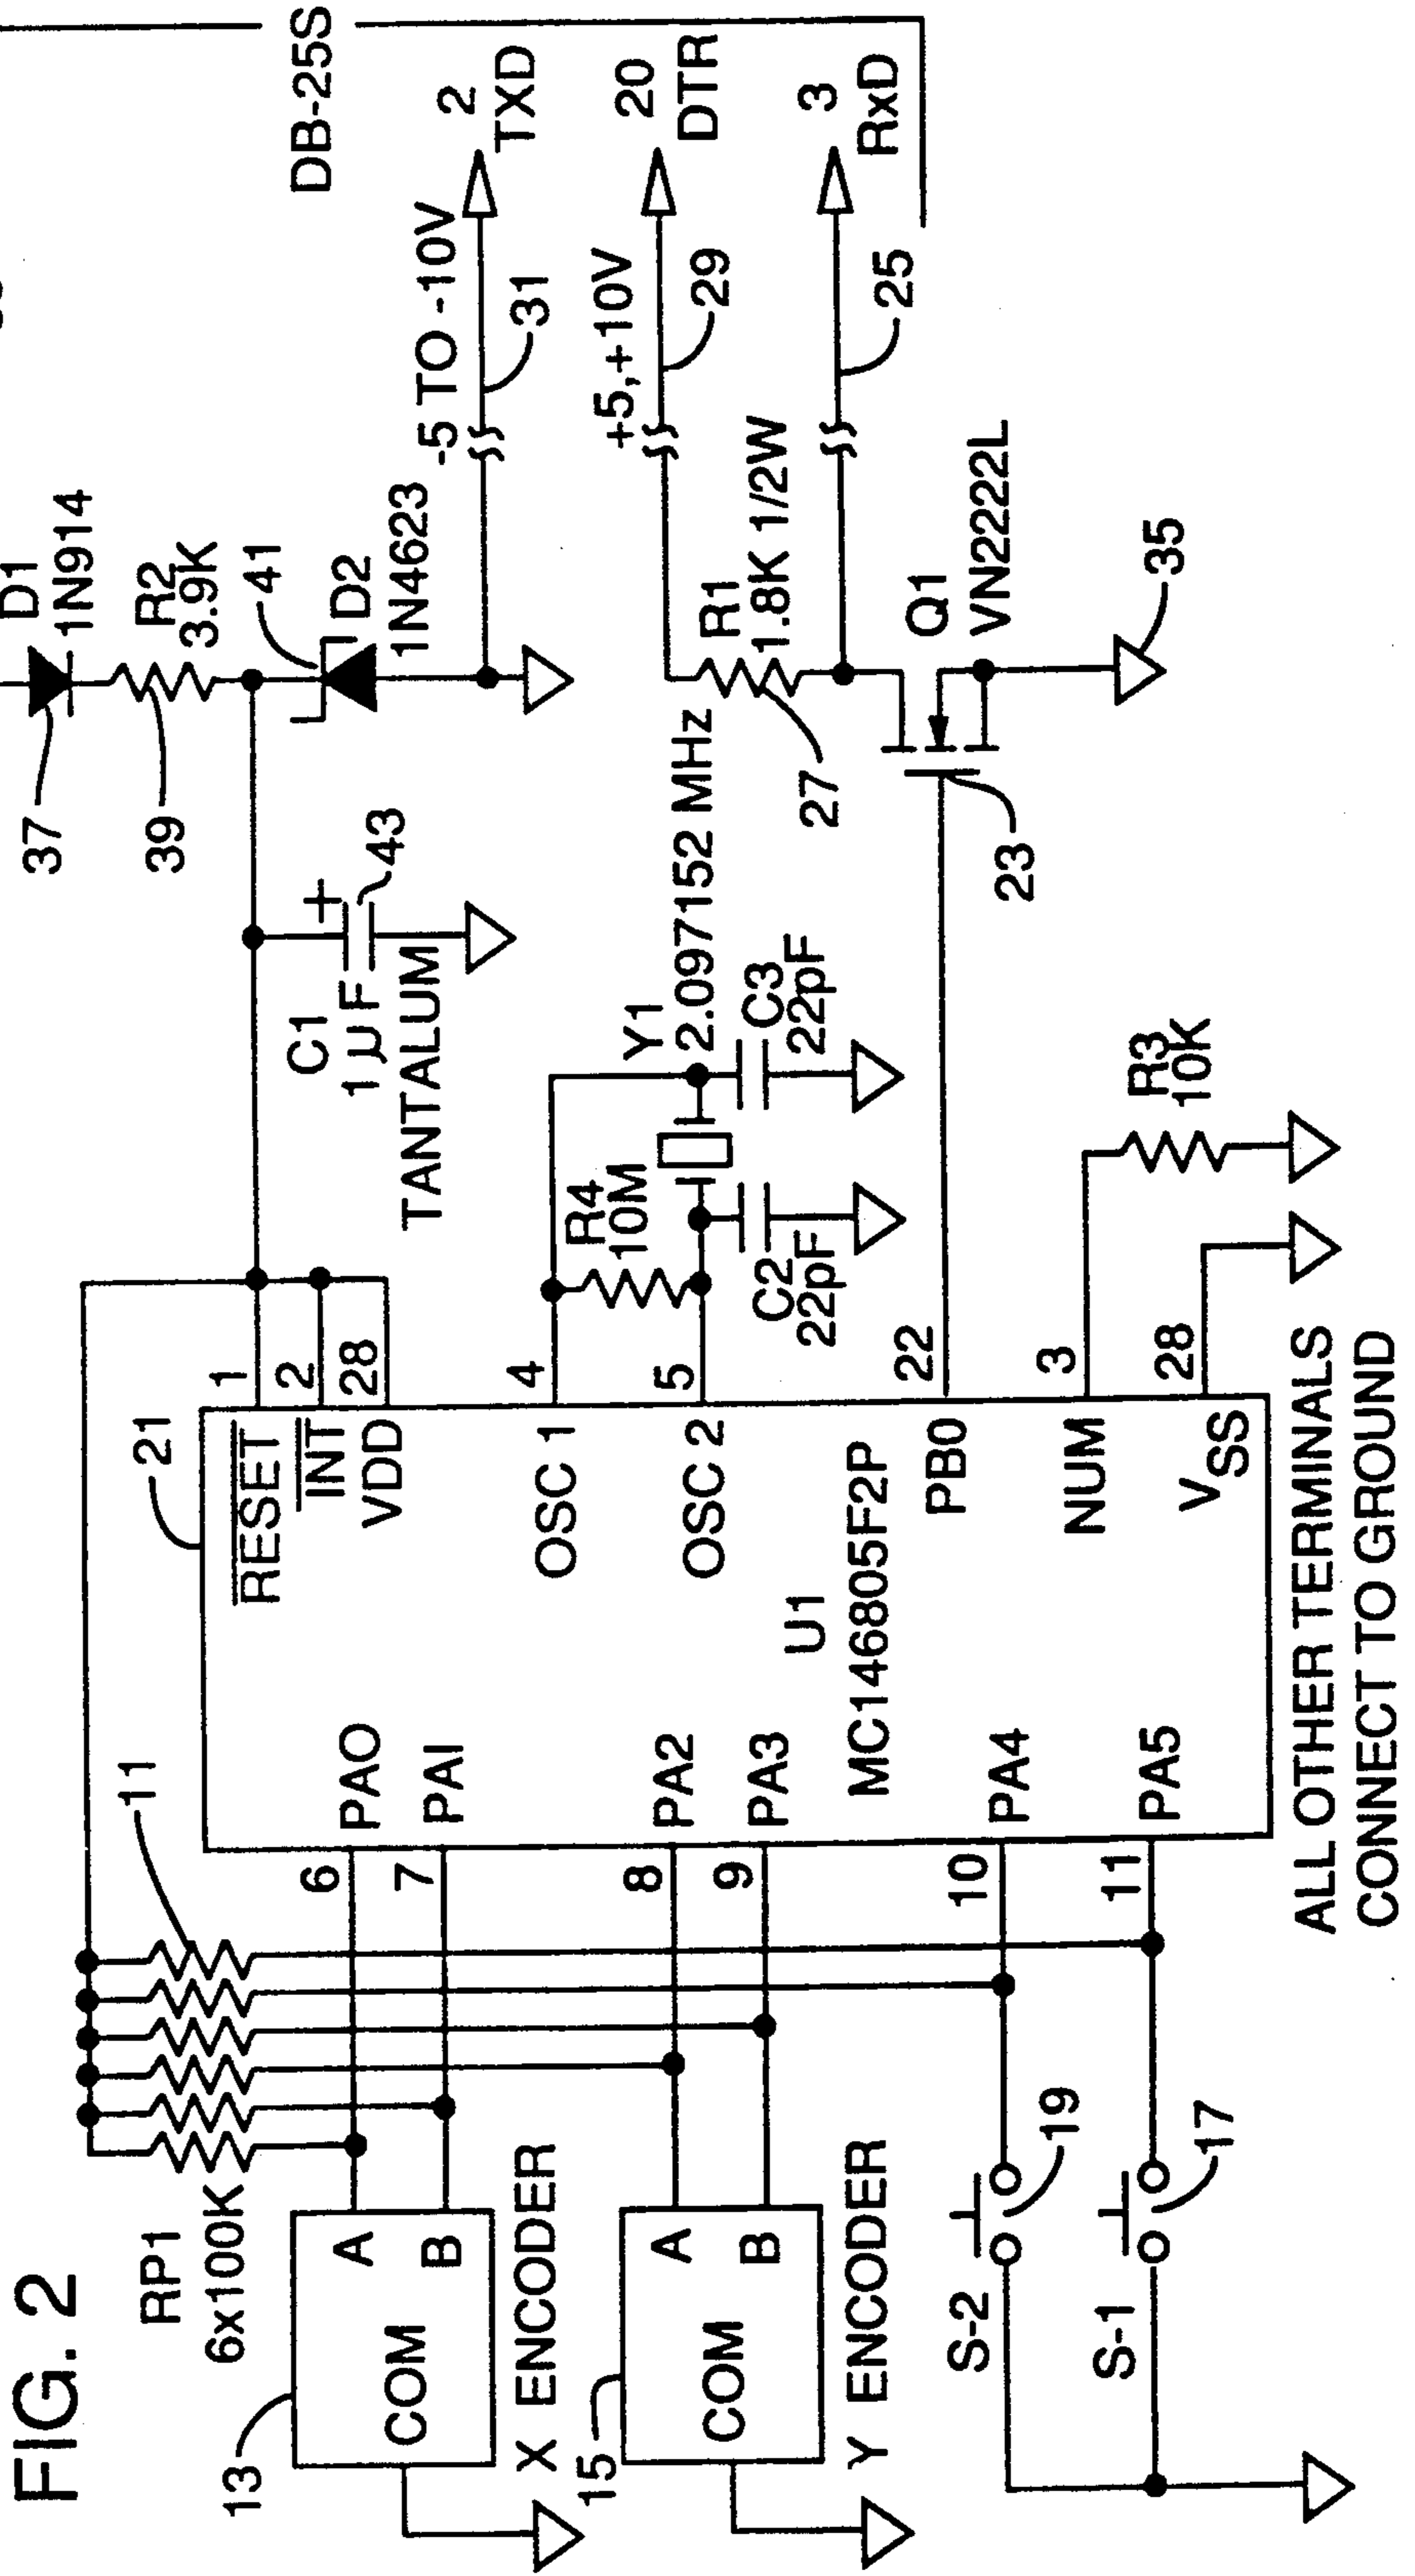 FIG. 2
RP1
6x100K
11
13
COM
A
B
X ENCODER
15
COM
A
B
Y ENCODER
S-2
19
S-1
17
6
7
8
9
10
11
PAO
PAI
PA2
PA3
PA4
PA5
21
U1
MC146805F2P
RESET
INT
VDD
OSC 1
OSC 2
PB0
NUM
VSS
1
2
28
4
5
22
3
28
ALL OTHER TERMINALS
CONNECT TO GROUND
R4
10M
Y1
2.097152 MHz
C2
22pF
C3
22pF
R3
10K
C1
1 µF
TANTALUM
+
43
37
D1
1N914
39
R2
3.9K
41
D2
1N4623
-5 TO -10V
31
2
TXD
DB-25S
+5,+10V
29
20
DTR
R1
1.8K 1/2W
27
25
3
RxD
Q1
VN2222L
23
35